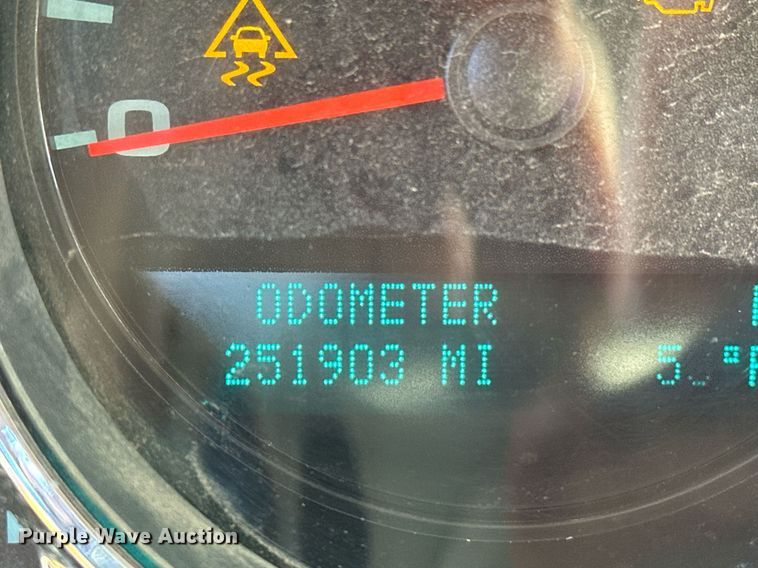 0
ODOMETER
251903 MI
Purple Wave Auction